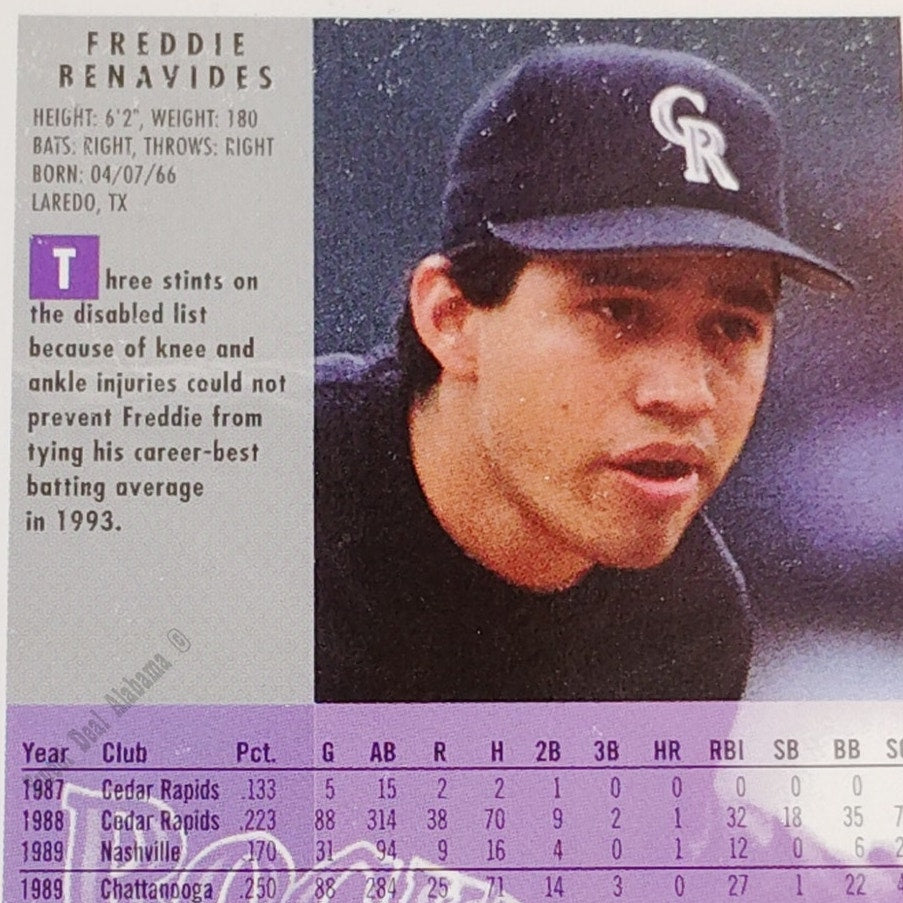 FREDDIE
BENAVIDES
HEIGHT: 6'2", WEIGHT: 180
BATS: RIGHT, THROWS: RIGHT
BORN: 04/07/66
LAREDO, TX
Three stints on
the disabled list
because of knee and
ankle injuries could not
prevent Freddie from
tying his career-best
batting average
in 1993.
CR
Deal Alabama ©
Year Club Pct. G AB R H 2B 3B HR RBI SB BB
1987 Cedar Rapids .133 5 15 2 2 1 0 0 0 0 0
1988 Cedar Rapids .223 88 314 38 70 9 2 1 32 18 35
1989 Nashville .170 31 94 9 16 4 0 1 12 0 6
1989 Chattanooga .250 88 284 25 71 14 3 0 27 1 22